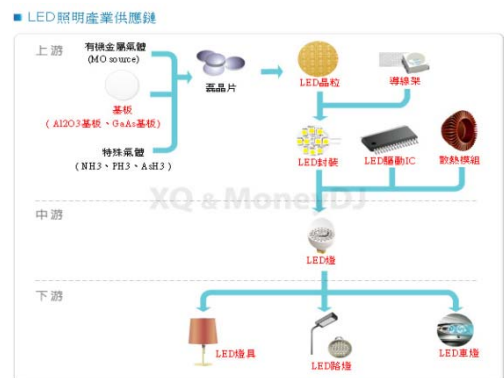 LED照明產業供應鏈
上游
有機金屬氣體
(MO source)
基板
(Al2O3基板、GaAs基板)
特殊氣體
(NH3、PH3、AsH3)
磊晶片
LED晶粒
導線架
LED封裝
LED驅動IC
散熱模組
XQ & MoneyDJ
中游
LED燈
下游
LED燈具
LED路燈
LED車燈